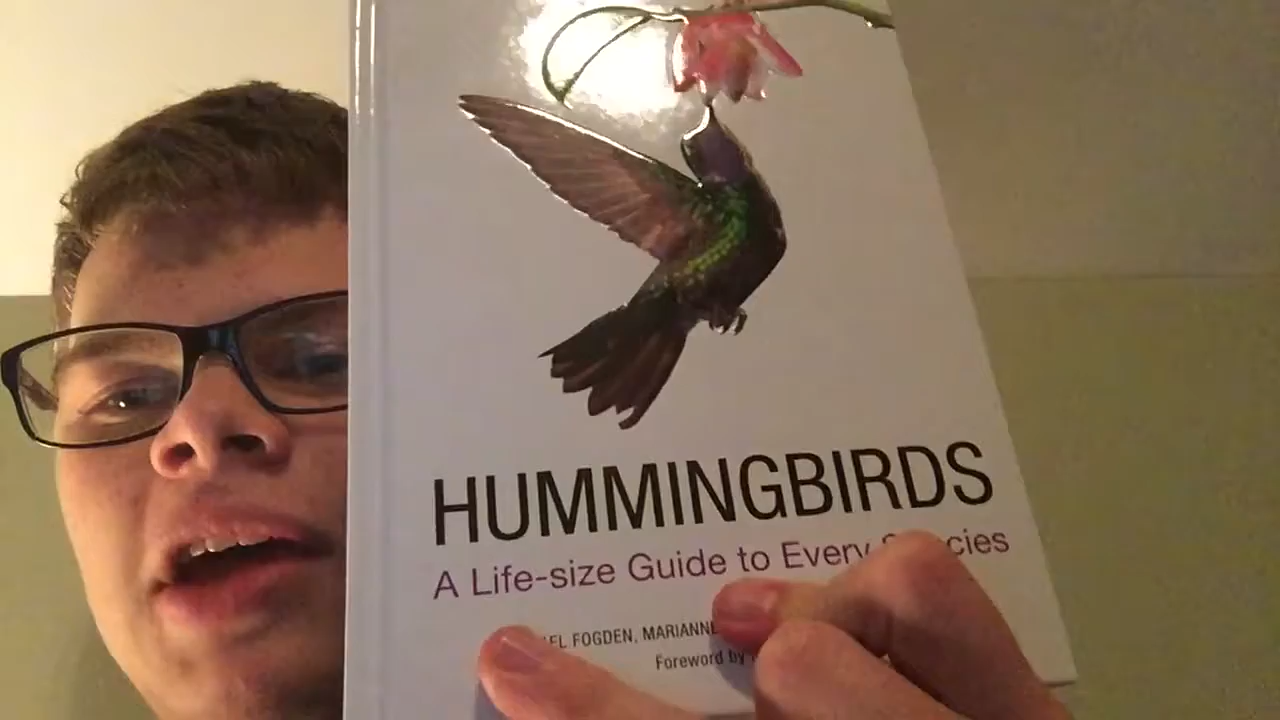 HUMMINGBIRDS
A Life-size Guide to Every
FOGDEN, MARIANNE
Foreword by